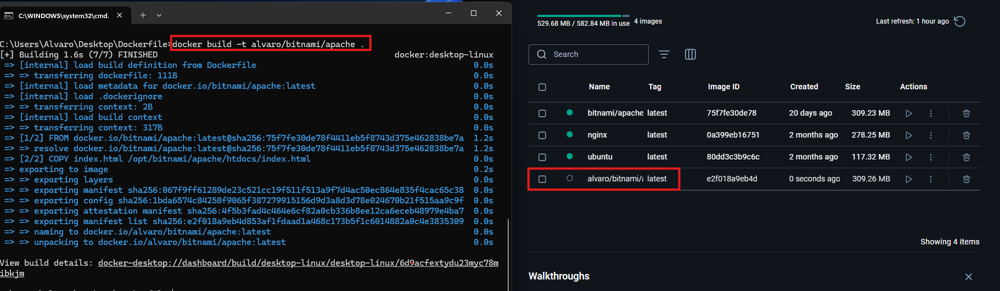 C:\WINDOWS\system32\cmd.
C:\Users\Alvaro\Desktop\Dockerfile>docker build -t alvaro/bitnami/apache .
[+] Building 1.6s (7/7) FINISHED docker:desktop-linux
=> [internal] load build definition from Dockerfile 0.0s
=> => transferring dockerfile: 111B 0.0s
=> [internal] load metadata for docker.io/bitnami/apache:latest 0.0s
=> [internal] load .dockerignore 0.0s
=> => transferring context: 2B 0.0s
=> [internal] load build context 0.0s
=> => transferring context: 317B 0.0s
=> [1/2] FROM docker.io/bitnami/apache:latest@sha256:75f7fe30de78f4411eb5f8743d375e462838be7a 1.2s
=> => resolve docker.io/bitnami/apache:latest@sha256:75f7fe30de78f4411eb5f8743d375e462838be7a 1.2s
=> [2/2] COPY index.html /opt/bitnami/apache/htdocs/index.html 0.0s
=> exporting to image 0.2s
=> => exporting layers 0.0s
=> => exporting manifest sha256:067f9ff61289de23c521cc19f511f513a9f7d4ac50ec864e835f4cac65c38 0.0s
=> => exporting config sha256:1bda6574c84258f9065f387279915156d9d3a8d3d78e024670b21f515aa9c9f 0.0s
=> => exporting attestation manifest sha256:4f5b3fad4c464e6cf82a0cb336b8ee12ca6eceb48979e4ba7 0.0s
=> => exporting manifest list sha256:e2f018a9eb4d853af1fdaad1a468c173b5f1c6014882a0c4e3835309 0.0s
=> => naming to docker.io/alvaro/bitnami/apache:latest 0.0s
=> => unpacking to docker.io/alvaro/bitnami/apache:latest 0.0s
View build details: docker-desktop://dashboard/build/desktop-linux/desktop-linux/6d9acfextydu23myc78m
ibkjm
529.68 MB / 582.84 MB in use 4 images
Last refresh: 1 hour ago
Search
Name Tag Image ID Created Size Actions
bitnami/apache latest 75f7fe30de78 20 days ago 309.23 MB
nginx latest 0a399eb16751 2 months ago 278.25 MB
ubuntu latest 80dd3c3b9c6c 2 months ago 117.32 MB
alvaro/bitnami/a latest e2f018a9eb4d 0 seconds ago 309.26 MB
Showing 4 items
Walkthroughs